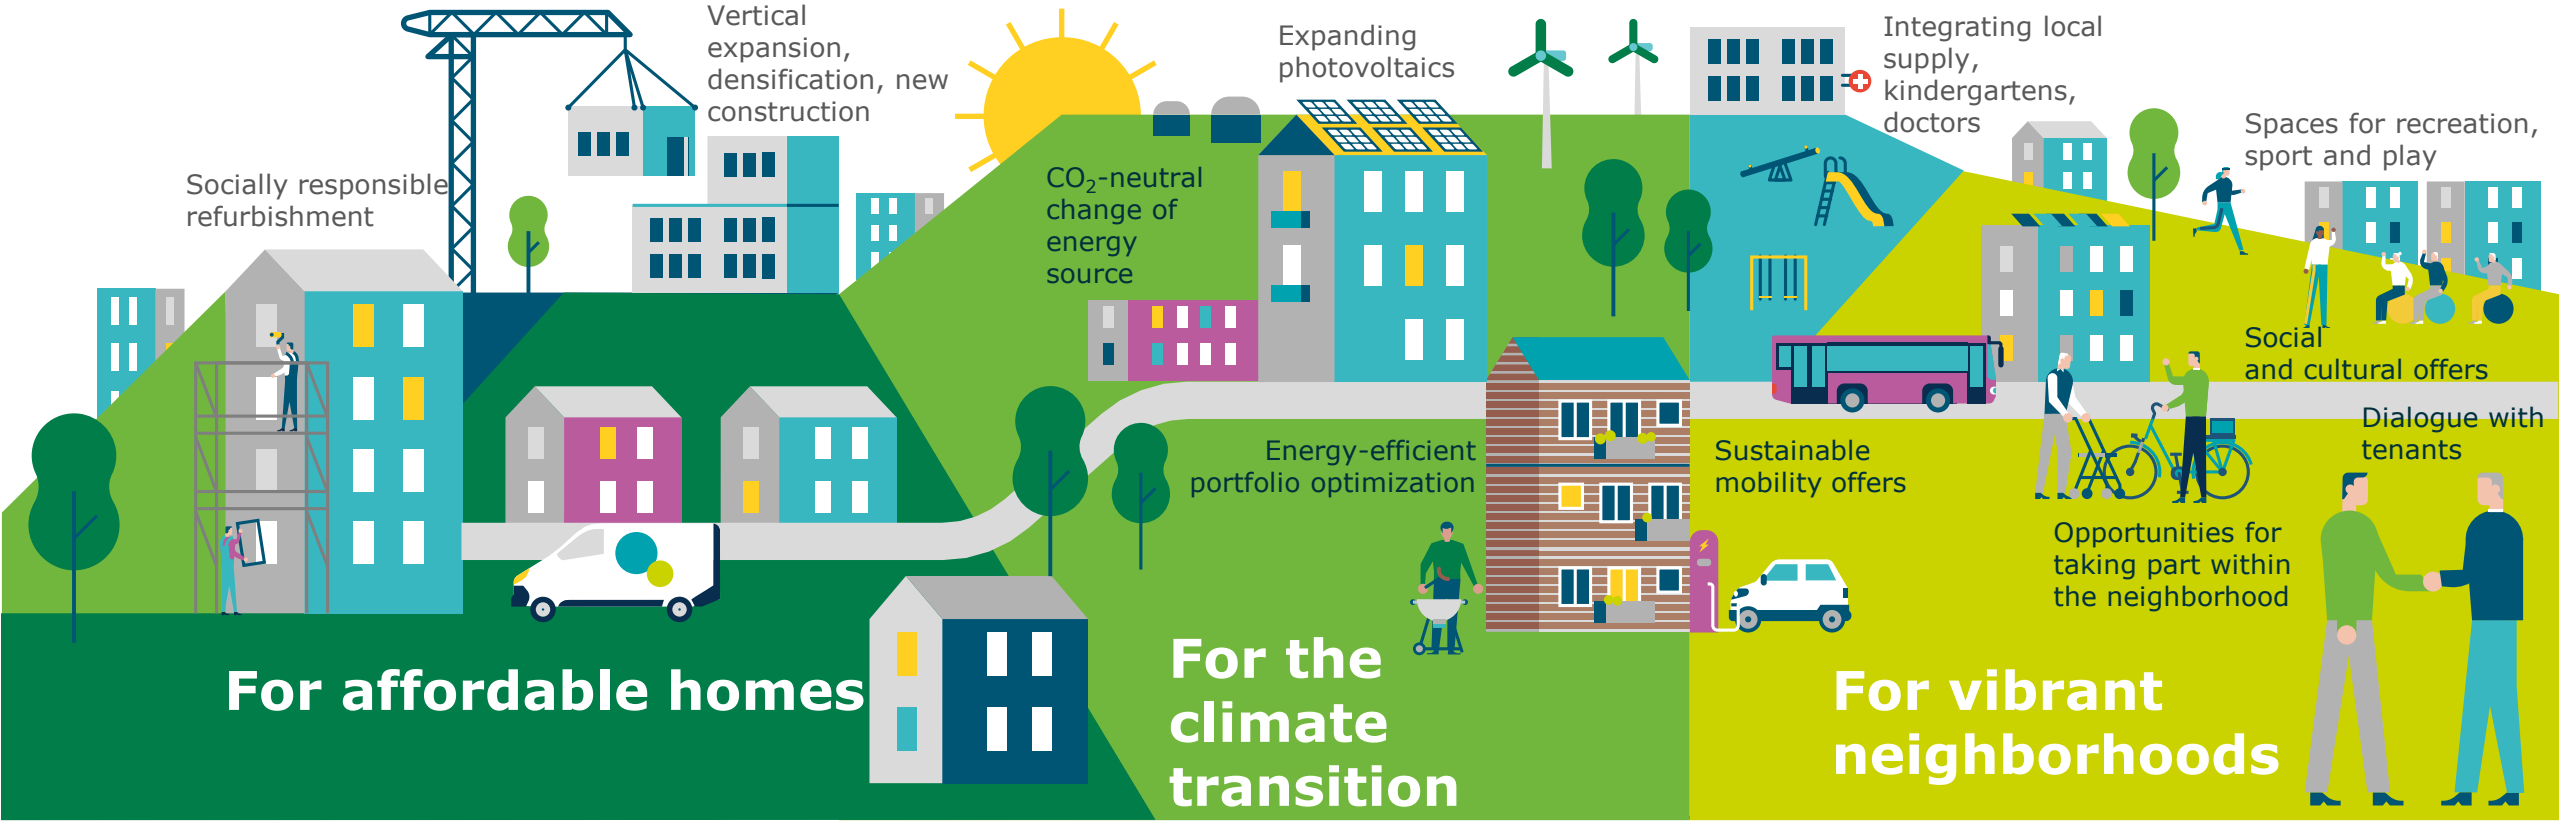 Vertical
expansion,
densification, new
construction
Socially responsible
refurbishment
For affordable homes
Expanding
photovoltaics
CO₂-neutral
change of
energy
source
Energy-efficient
portfolio optimization
For the
climate
transition
Integrating local
supply,
kindergartens,
doctors
Spaces for recreation,
sport and play
Social
and cultural offers
Dialogue with
tenants
Sustainable
mobility offers
Opportunities for
taking part within
the neighborhood
For vibrant
neighborhoods